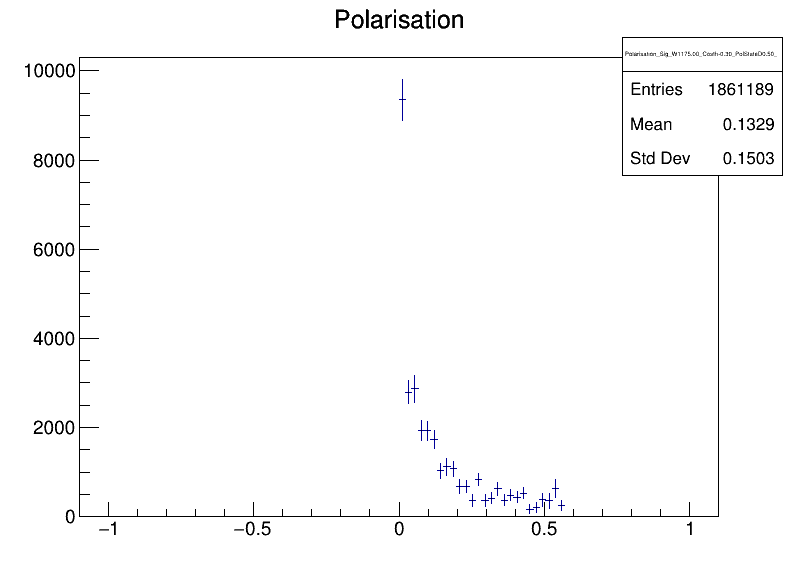 Polarisation
Polarisation_Sig_W1175.00_Costh-0.30_PolStateD0.50_
Entries 1861189
Mean 0.1329
Std Dev 0.1503
10000
8000
6000
4000
2000
0
−1 −0.5 0 0.5 1